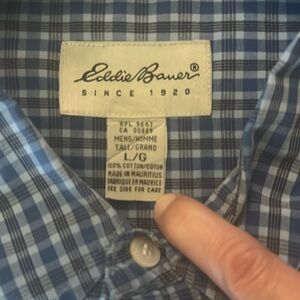 Eddie Bauer®
SINCE 1920
WPL 9647
CA 00669
MENS/HOMME
TALL/GRAND
L/G
100% COTTON/COTON
MADE IN MAURITIUS
FABRIQUE EN MAURICE
SEE SIDE FOR CARE